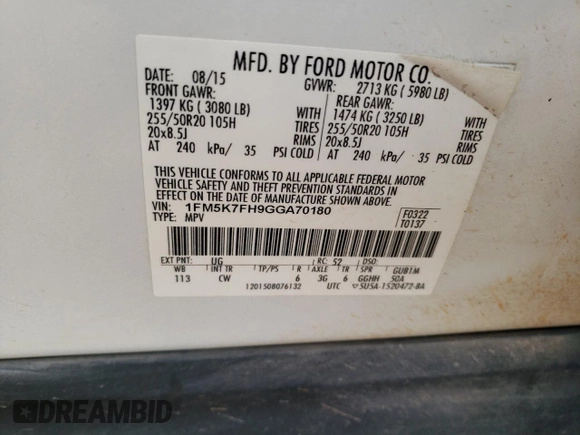 MFD. BY FORD MOTOR CO.
DATE: 08/15 GVWR: 2713 KG ( 5980 LB)
FRONT GAWR: REAR GAWR:
1397 KG ( 3080 LB) WITH 1474 KG ( 3250 LB) WITH
255/50R20 105H TIRES 255/50R20 105H TIRES
20x8.5J RIMS 20x8.5J RIMS
AT 240 kPa/ 35 PSI COLD AT 240 kPa/ 35 PSI COLD
THIS VEHICLE CONFORMS TO ALL APPLICABLE FEDERAL MOTOR
VEHICLE SAFETY AND THEFT PREVENTION STANDARDS IN
EFFECT ON THE DATE OF MANUFACTURE SHOWN ABOVE.
VIN: 1FM5K7FH9GGA70180 F0322
TYPE: MPV T0137
EXT PNT: UG RC: 52 DSO:
WB INT TR TP/PS R AXLE TR SPR GUB1M
113 CW 6 3G 6 GGHH 50A
1201508076132 UTC 5U5A-1520472-BA
DREAMBID